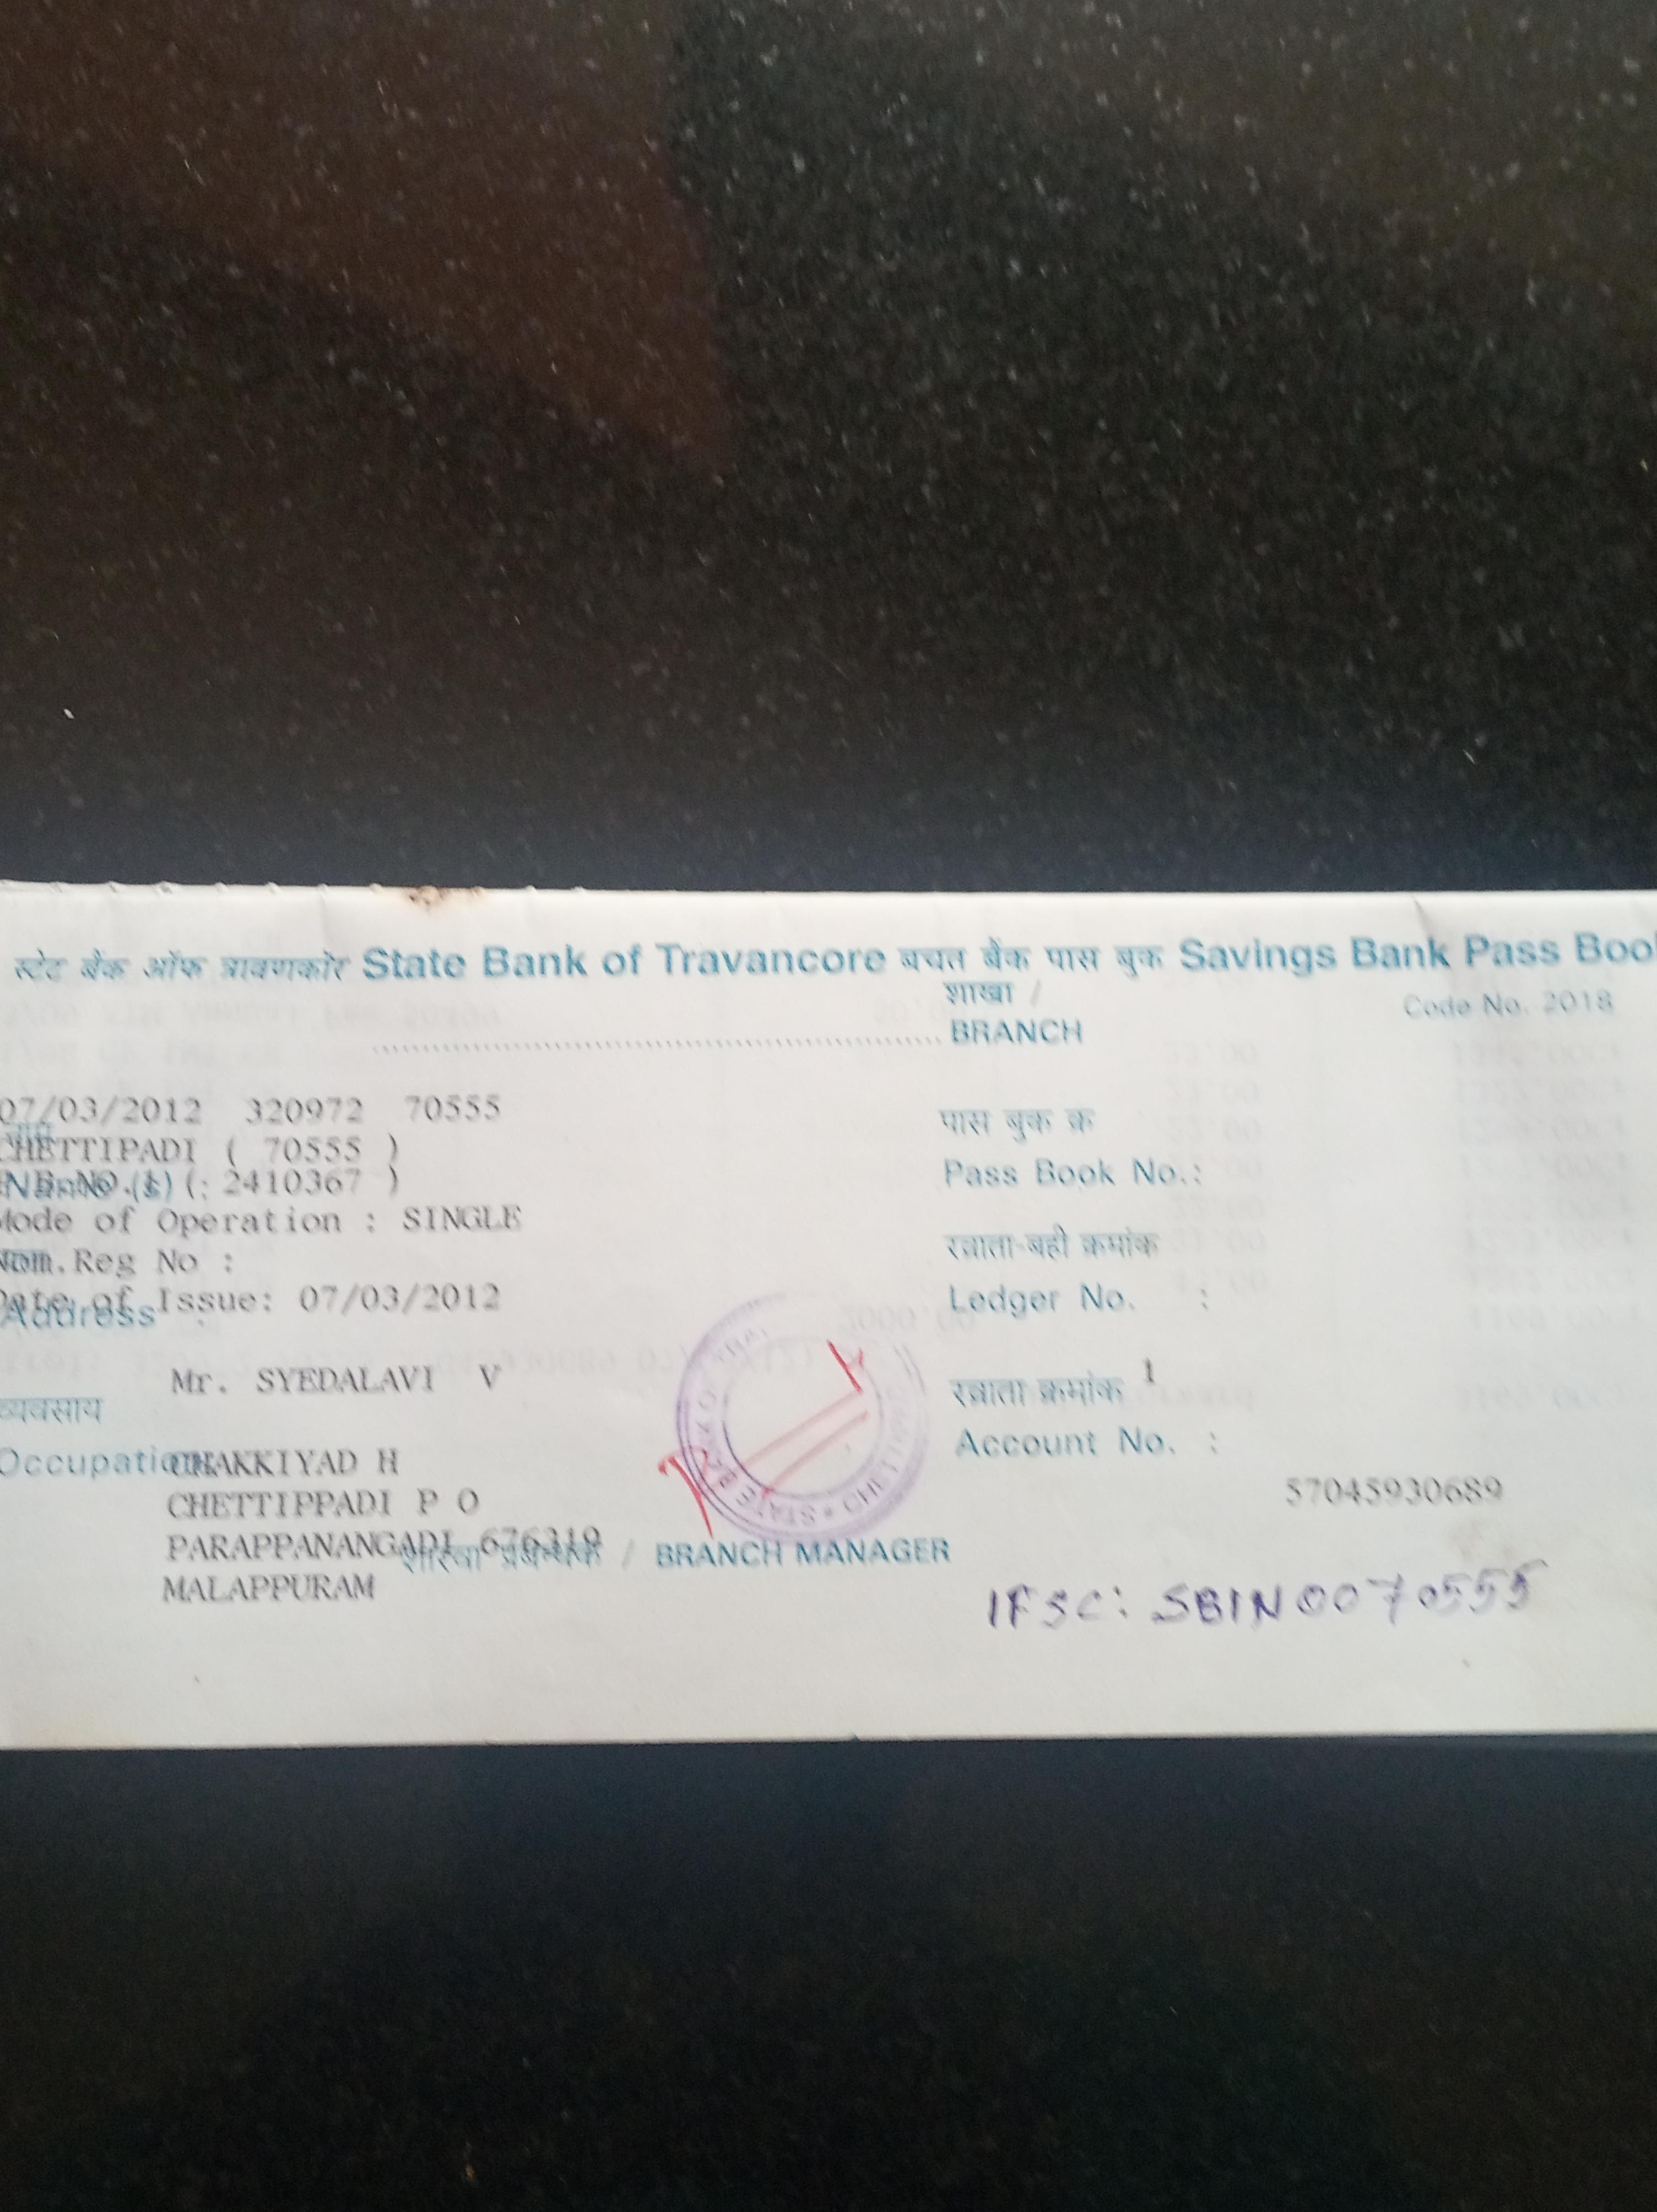 स्टेट बैंक ऑफ त्रावणकोर State Bank of Travancore बचत बैंक पास बुक Savings Bank Pass Boo
शाखा /
BRANCH
Code No. 2018
07/03/2012 320972 70555
CHETTIPADI ( 70555 )
Name (s) : 2410367 )
Mode of Operation : SINGLE
Nom.Reg No :
Date of Issue: 07/03/2012
Address :
Mr. SYEDALAVI V
व्यवसाय
Occupation
CHAKKIYAD H
CHETTIPPADI P O
PARAPPANANGADI 676319
MALAPPURAM
शाखा प्रबन्धक / BRANCH MANAGER
पास बुक क्र
Pass Book No.:
खाता-बही क्रमांक
Ledger No. :
खाता क्रमांक 1
Account No. :
57045930689
IFSC: SBIN0070555
STATE BANK OF